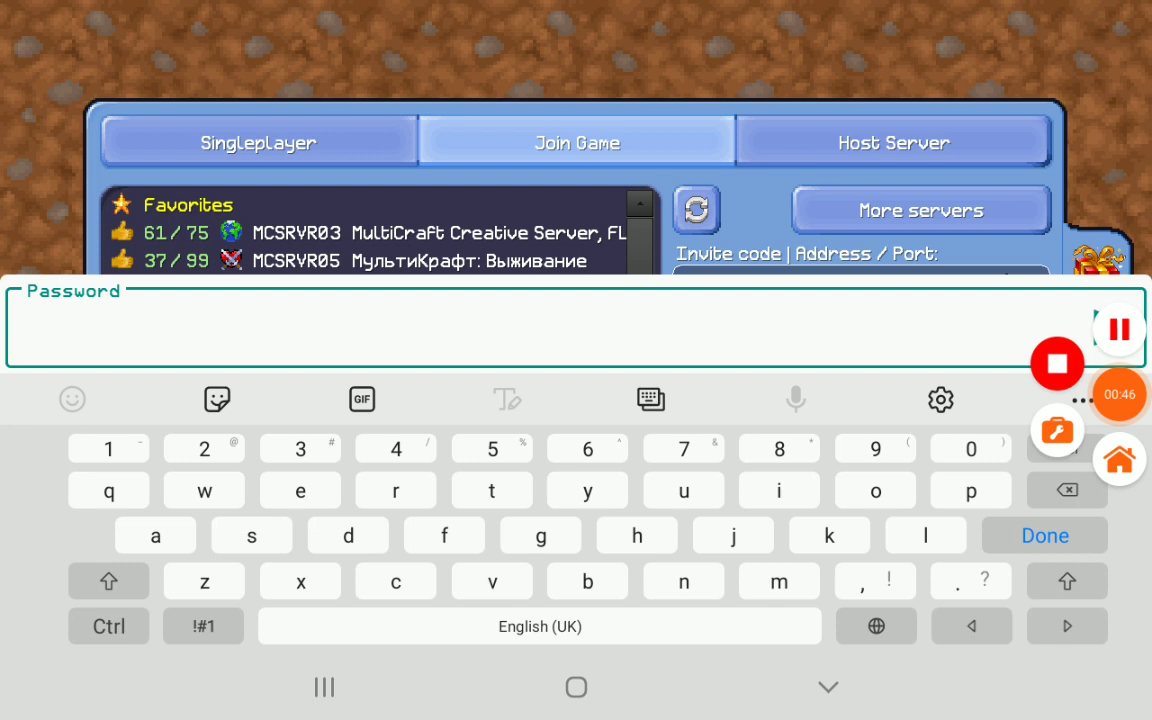 Singleplayer
Join Game
Host Server
Favorites
61 / 75 MCSRVR03 MultiCraft Creative Server, FL
37 / 99 MCSRVR05 МультиКрафт: Выживание
More servers
Invite code | Address / Port:
Password
GIF
00:46
1 2 @ 3 # 4 / 5 % 6 ^ 7 & 8 * 9 ( 0 )
q w e r t y u i o p
a s d f g h j k l Done
z x c v b n m , ! . ?
Ctrl !#1 English (UK)